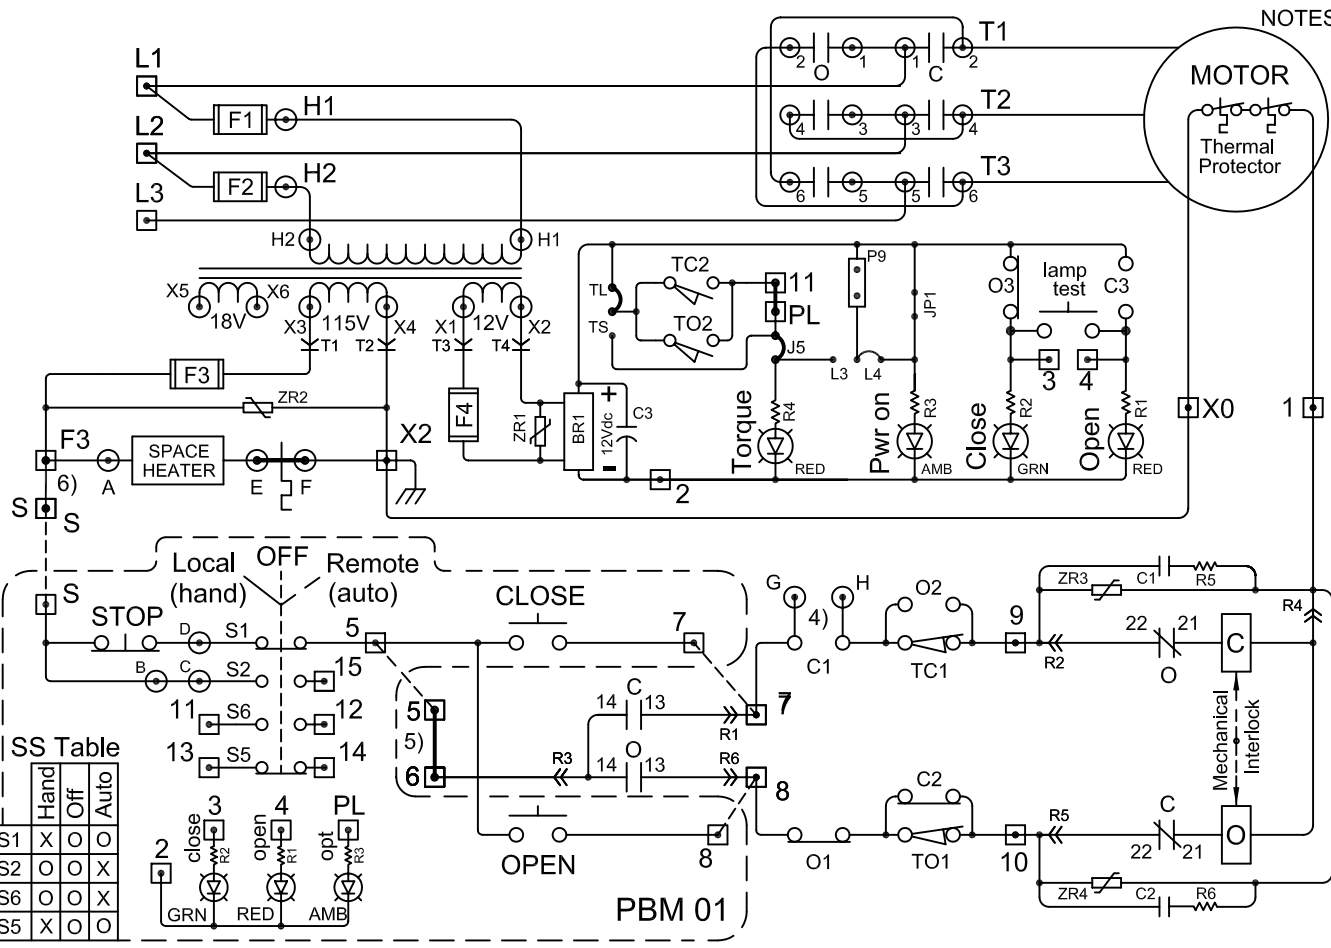 NOTES
L1
F1
H1
L2
F2
H2
L3
2
O
1
1
C
2
T1
4
3
3
4
T2
6
5
5
6
T3
MOTOR
Thermal
Protector
H2
H1
X5
X6
X3
X4
X1
X2
18V
115V
12V
T1
T2
T3
T4
F3
ZR2
F4
ZR1
BR1
+
12Vdc
-
C3
2
TL
TS
TC2
TO2
11
PL
J5
L3
L4
P9
JP1
O3
lamp
test
C3
3
4
Torque
R4
RED
Pwr on
R3
AMB
Close
R2
GRN
Open
R1
RED
X0
1
F3
6)
A
SPACE
HEATER
E
F
X2
S
S
S
Local
(hand)
OFF
Remote
(auto)
STOP
D
S1
5
B
C
S2
15
11
S6
12
13
S5
14
CLOSE
7
5
5)
6
R3
14
C
13
R1
7
14
O
13
R6
8
OPEN
8
G
H
4)
C1
O2
TC1
9
R2
ZR3
C1
R5
22
21
O
C
R4
Mechanical
Interlock
O1
C2
TO1
10
R5
C
22
21
O
ZR4
C2
R6
SS Table
Hand
Off
Auto
S1 X O O
S2 O O X
S6 O O X
S5 X O O
2
3
close
R2
GRN
4
open
R1
RED
PL
opt
R3
AMB
PBM 01